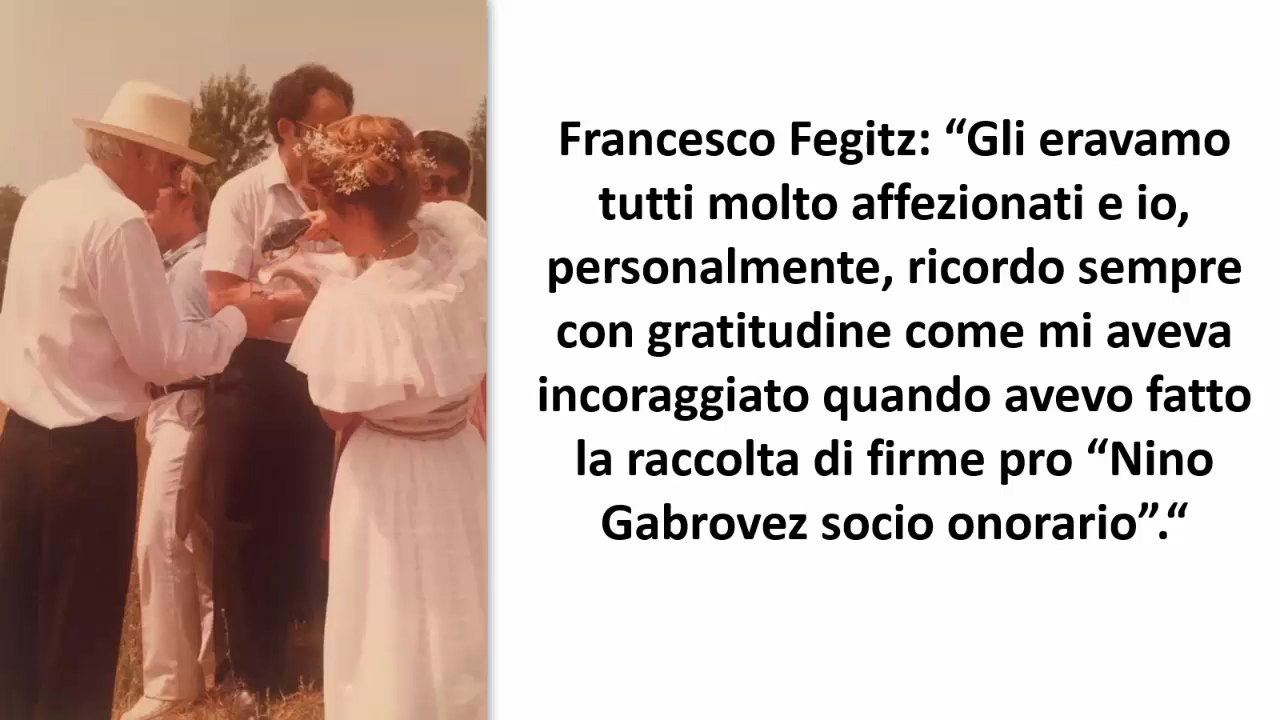 Francesco Fegitz: “Gli eravamo
tutti molto affezionati e io,
personalmente, ricordo sempre
con gratitudine come mi aveva
incoraggiato quando avevo fatto
la raccolta di firme pro “Nino
Gabrovez socio onorario”.“